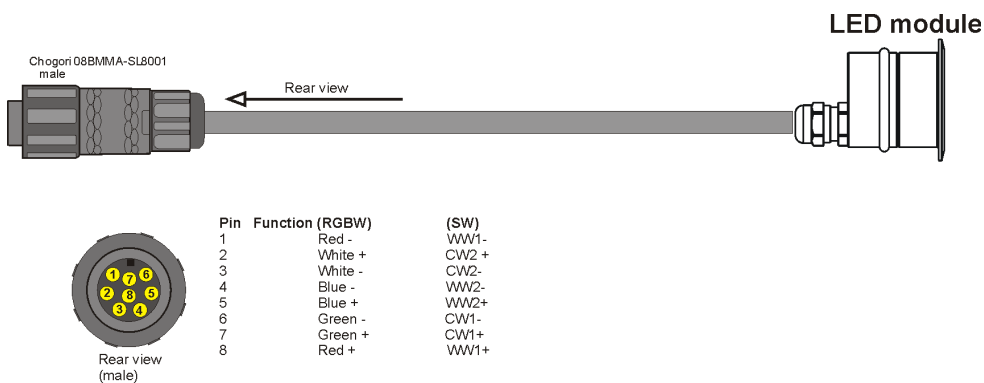 LED module
Chogori 08BMMA-SL8001
male
Rear view
Pin Function (RGBW) (SW)
1 Red - WW1-
2 White + CW2 +
3 White - CW2-
4 Blue - WW2-
5 Blue + WW2+
6 Green - CW1-
7 Green + CW1+
8 Red + WW1+
1 7 6
2 8 5
3 4
Rear view
(male)